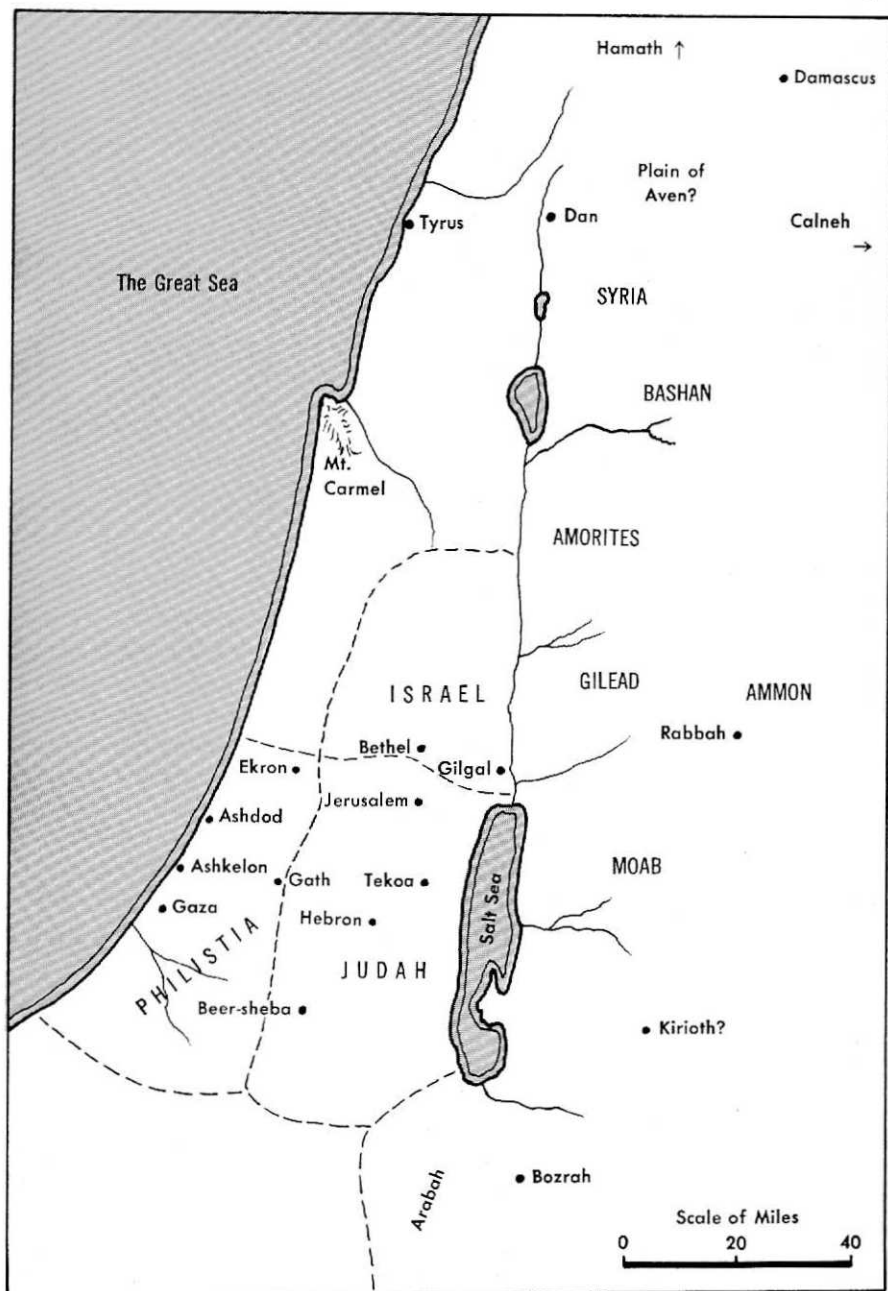 Hamath ↑
Damascus
Plain of
Aven?
Tyrus
Dan
Calneh
→
The Great Sea
SYRIA
BASHAN
Mt.
Carmel
AMORITES
ISRAEL
GILEAD
AMMON
Rabbah
Bethel
Ekron
Gilgal
Jerusalem
Ashdod
Ashkelon
Gath
Tekoa
MOAB
Salt Sea
Gaza
Hebron
PHILISTIA
JUDAH
Beer-sheba
Kirioth?
Bozrah
Arabah
Scale of Miles
0 20 40